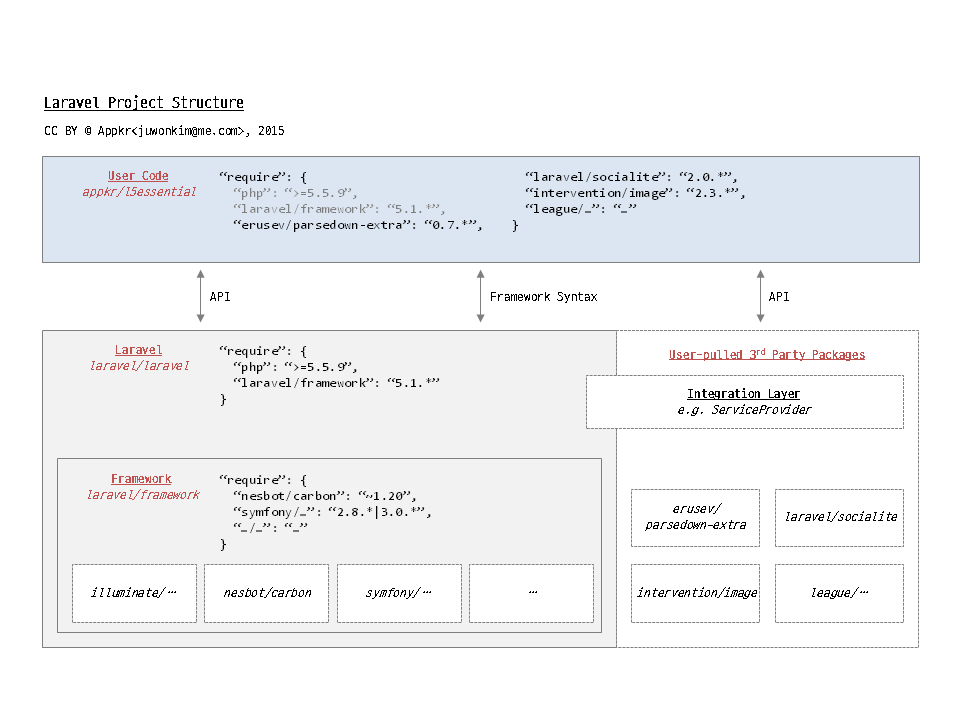 Laravel Project Structure
CC BY © Appkr<juwonkim@me.com>, 2015
User Code
appkr/l5essential
“require”: {
“php”: “>=5.5.9”,
“laravel/framework”: “5.1.*”,
“erusev/parsedown-extra”: “0.7.*”,
“laravel/socialite”: “2.0.*”,
“intervention/image”: “2.3.*”,
“league/…”: “…”
}
API
Framework Syntax
API
Laravel
laravel/laravel
“require”: {
“php”: “>=5.5.9”,
“laravel/framework”: “5.1.*”
}
User-pulled 3rd Party Packages
Integration Layer
e.g. ServiceProvider
Framework
laravel/framework
“require”: {
“nesbot/carbon”: “~1.20”,
“symfony/…”: “2.8.*|3.0.*”,
“…/…”: “…”
}
erusev/
parsedown-extra
laravel/socialite
illuminate/…
nesbot/carbon
symfony/…
…
intervention/image
league/…